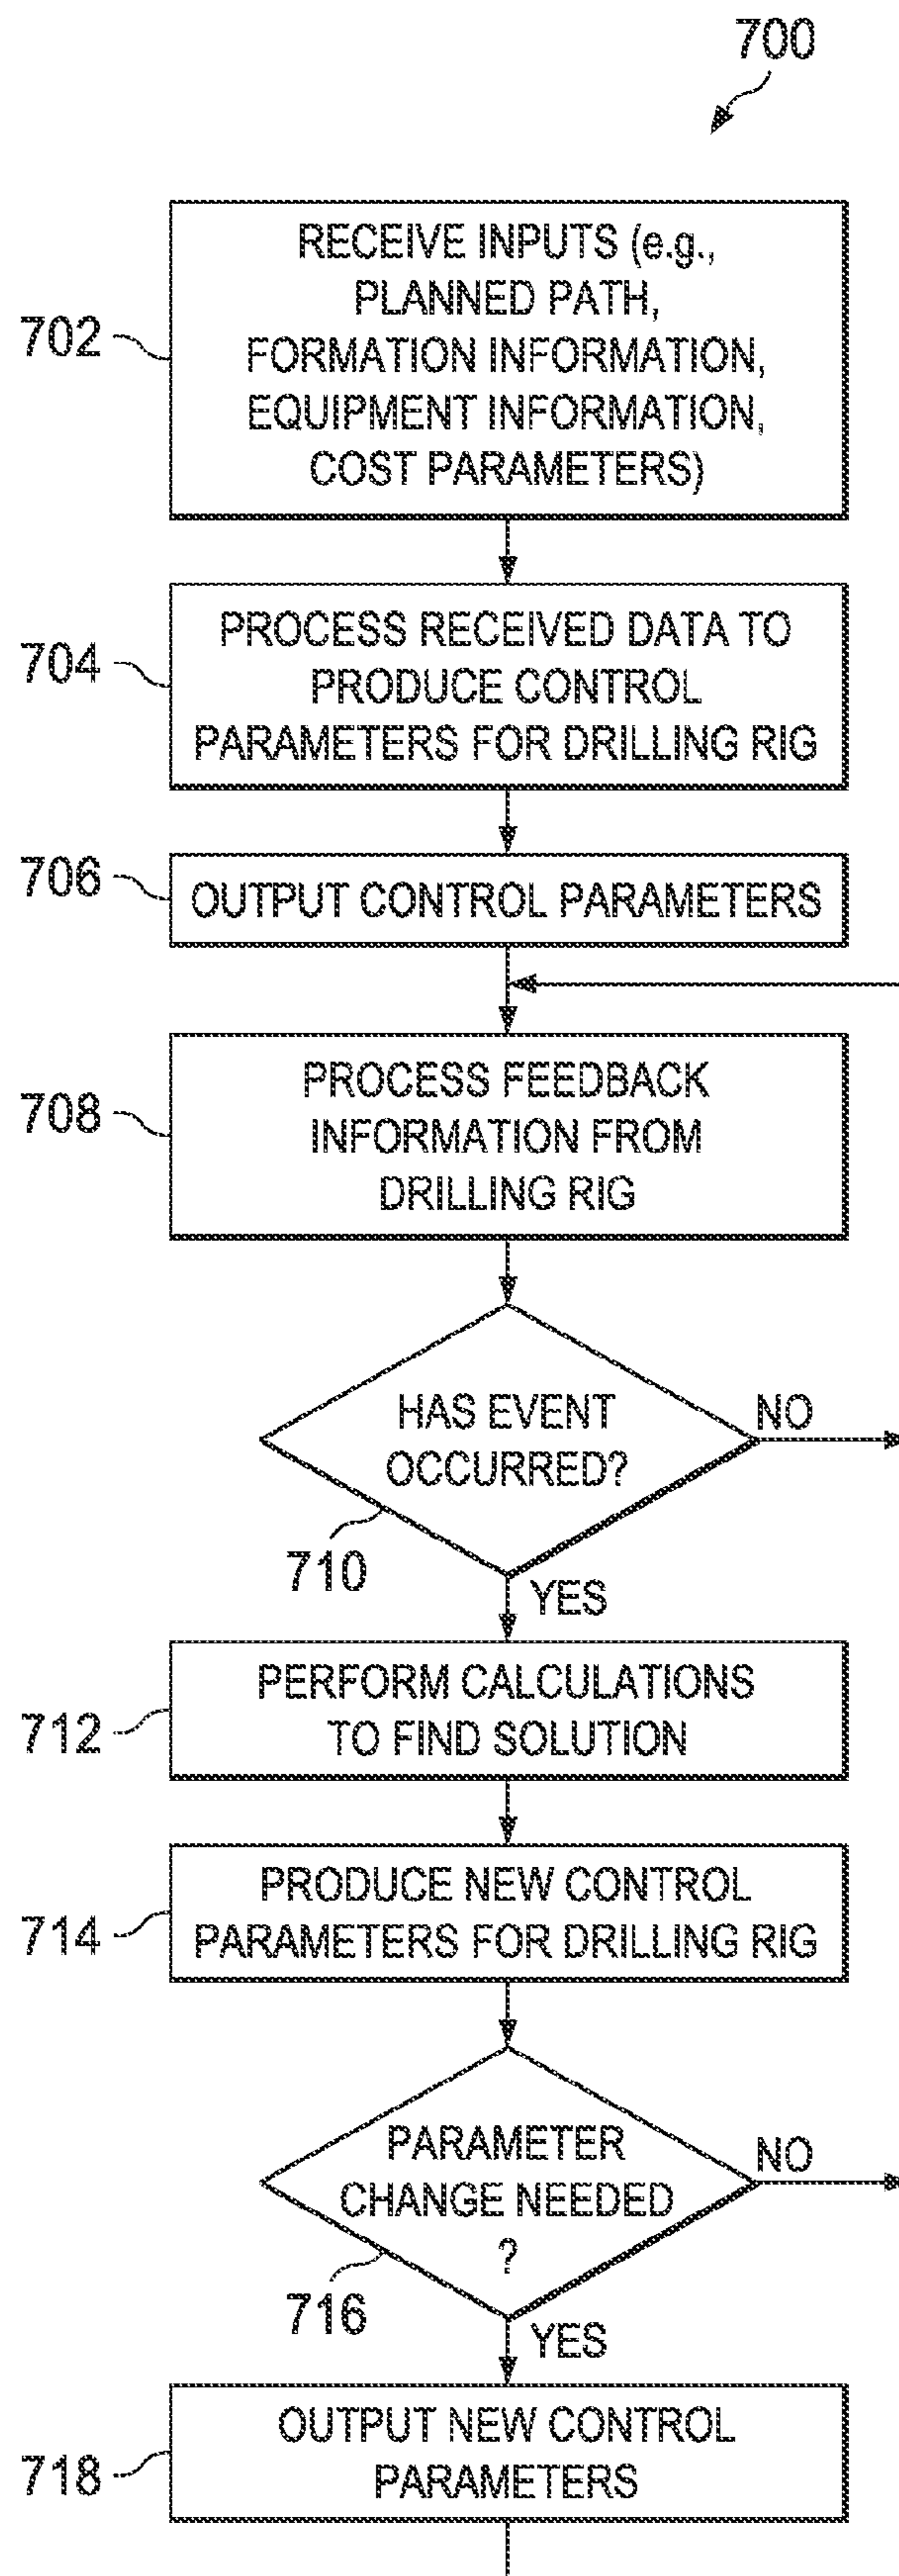 700
702
RECEIVE INPUTS (e.g.,
PLANNED PATH,
FORMATION INFORMATION,
EQUIPMENT INFORMATION,
COST PARAMETERS)
704
PROCESS RECEIVED DATA TO
PRODUCE CONTROL
PARAMETERS FOR DRILLING RIG
706
OUTPUT CONTROL PARAMETERS
708
PROCESS FEEDBACK
INFORMATION FROM
DRILLING RIG
HAS EVENT
OCCURRED?
NO
710
YES
712
PERFORM CALCULATIONS
TO FIND SOLUTION
714
PRODUCE NEW CONTROL
PARAMETERS FOR DRILLING RIG
PARAMETER
CHANGE NEEDED
?
NO
716
YES
718
OUTPUT NEW CONTROL
PARAMETERS